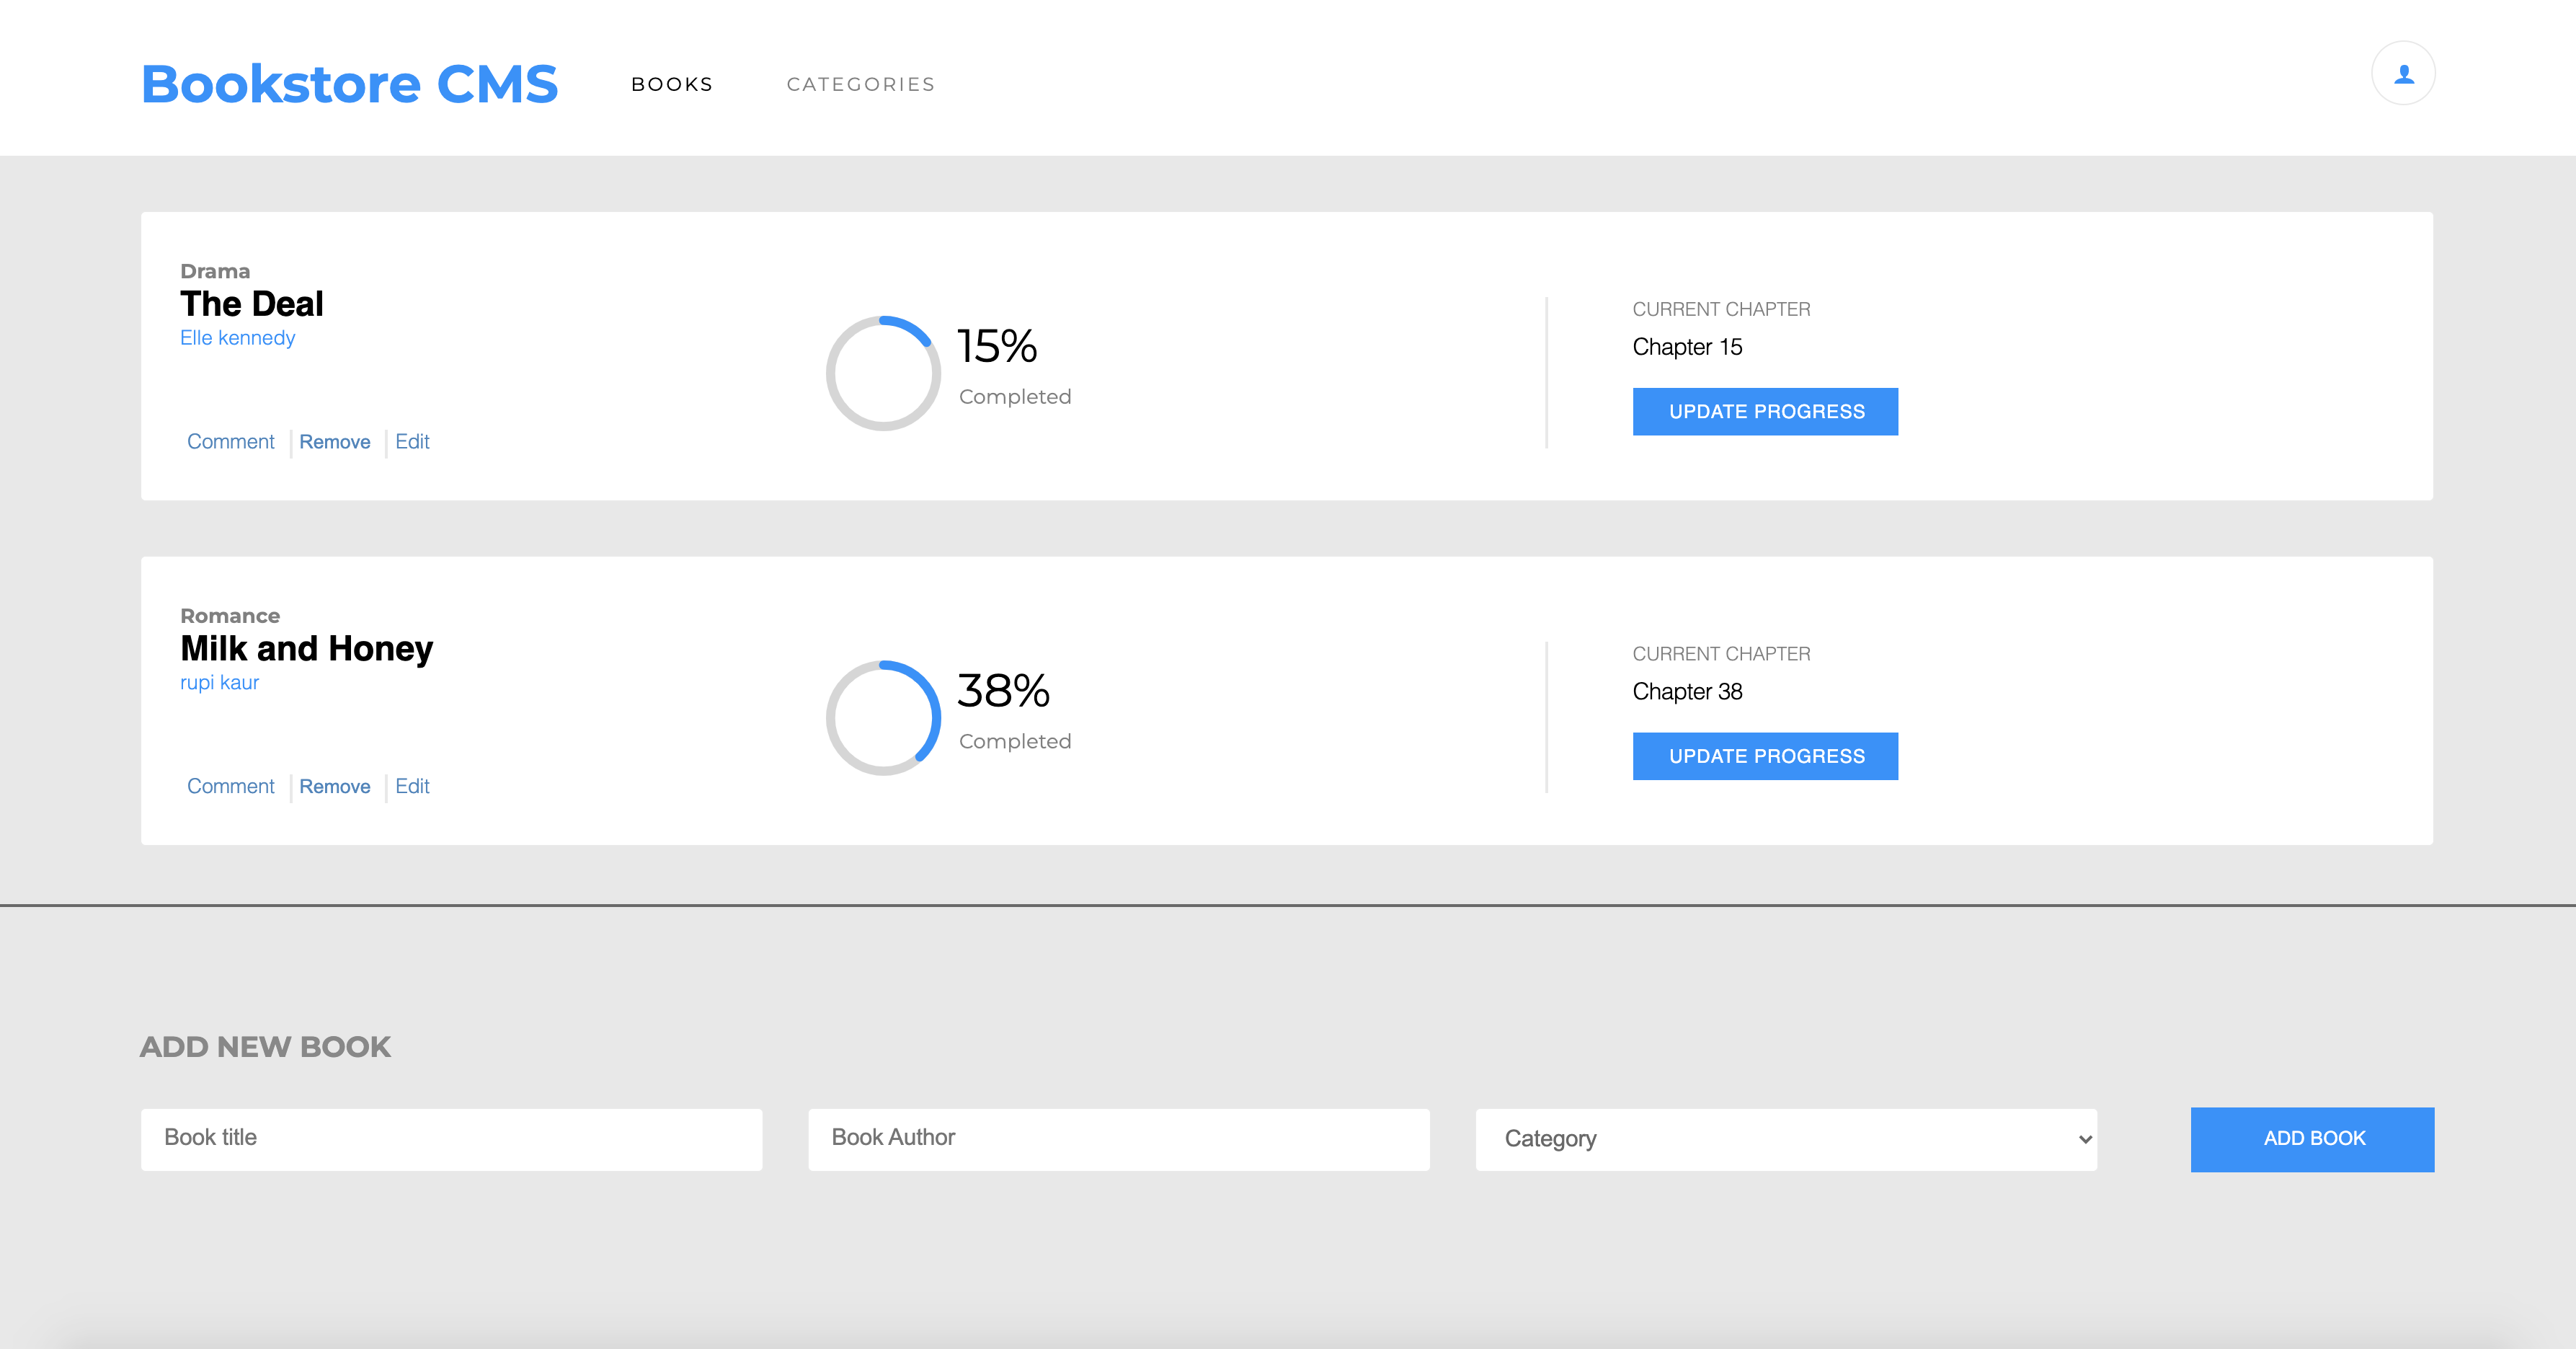 Bookstore CMS
BOOKS
CATEGORIES
Drama
The Deal
Elle kennedy
Comment
Remove
Edit
15%
Completed
CURRENT CHAPTER
Chapter 15
UPDATE PROGRESS
Romance
Milk and Honey
rupi kaur
Comment
Remove
Edit
38%
Completed
CURRENT CHAPTER
Chapter 38
UPDATE PROGRESS
ADD NEW BOOK
Book title
Book Author
Category
ADD BOOK